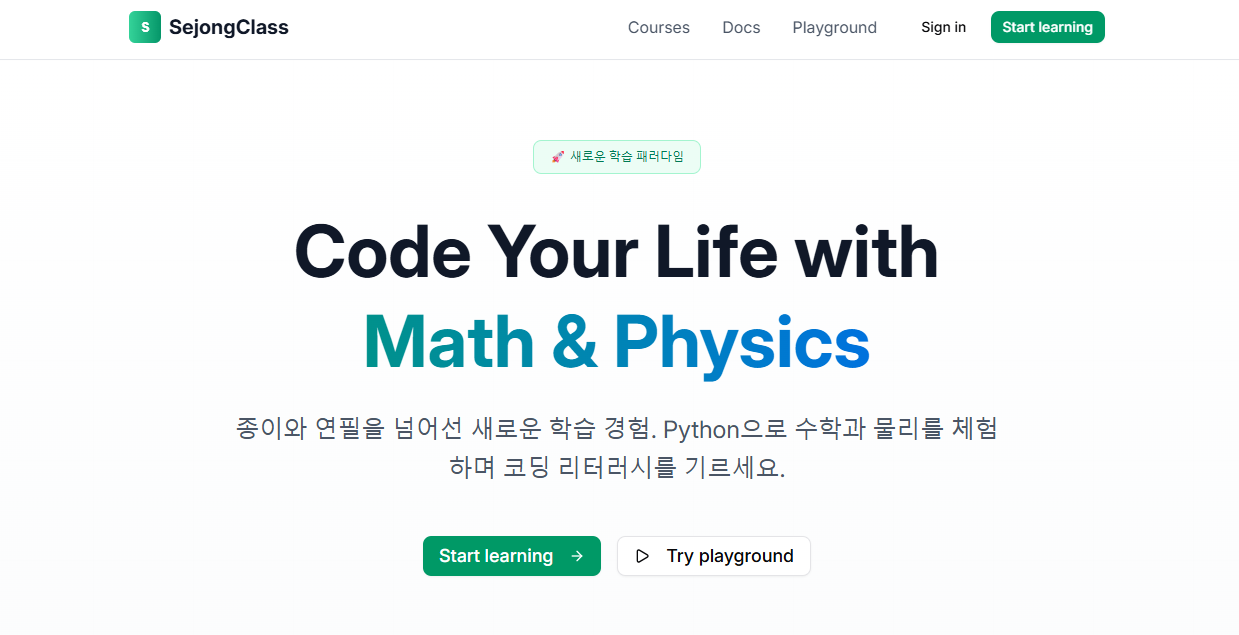 S SejongClass Courses Docs Playground Sign in Start learning
🚀 새로운 학습 패러다임
Code Your Life with
Math & Physics
종이와 연필을 넘어선 새로운 학습 경험. Python으로 수학과 물리를 체험
하며 코딩 리터러시를 기르세요.
Start learning → Try playground